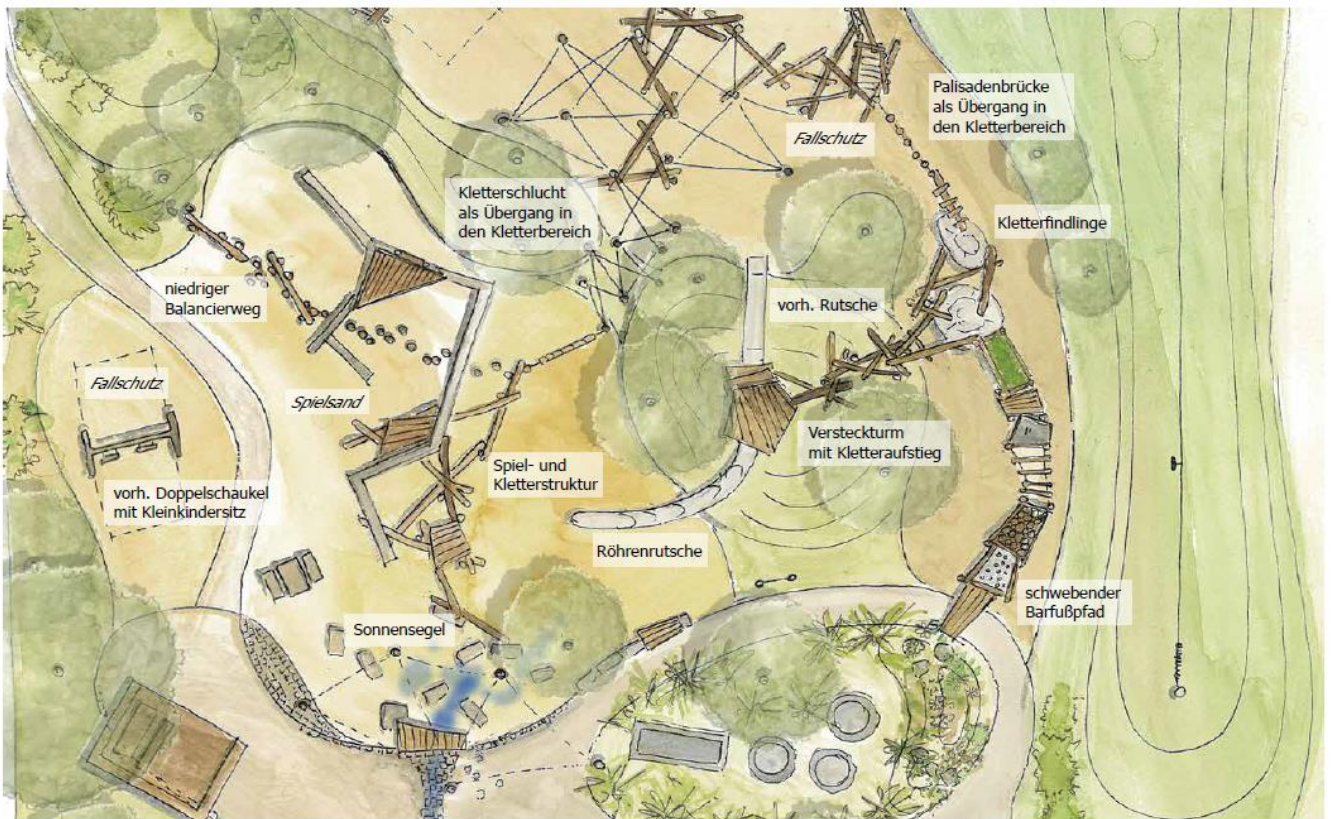 Palisadenbrücke
als Übergang in
den Kletterbereich
Fallschutz
Kletterschlucht
als Übergang in
den Kletterbereich
Kletterfindlinge
niedriger
Balancierweg
vorh. Rutsche
Fallschutz
Spielsand
Versteckturm
mit Kletteraufstieg
Spiel- und
Kletterstruktur
vorh. Doppelschaukel
mit Kleinkindersitz
Röhrenrutsche
schwebender
Barfußpfad
Sonnensegel